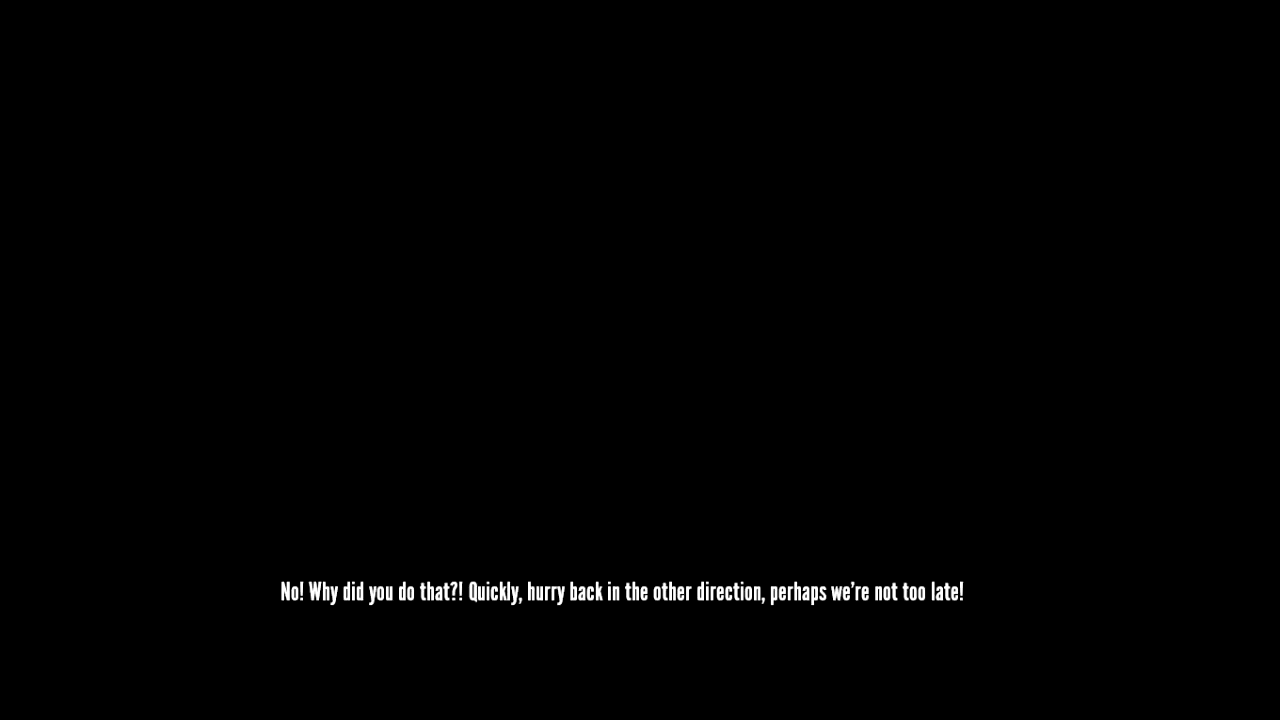 No! Why did you do that?! Quickly, hurry back in the other direction, perhaps we’re not too late!